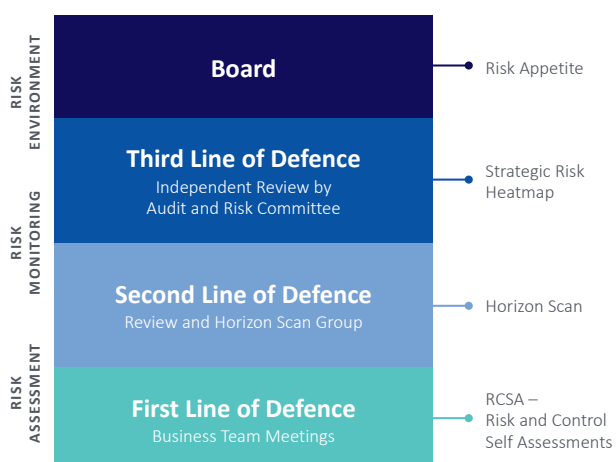 RISK
ENVIRONMENT
Board
Risk Appetite
Third Line of Defence
Independent Review by
Audit and Risk Committee
Strategic Risk
Heatmap
RISK
MONITORING
Second Line of Defence
Review and Horizon Scan Group
Horizon Scan
RISK
ASSESSMENT
First Line of Defence
Business Team Meetings
RCSA –
Risk and Control
Self Assessments